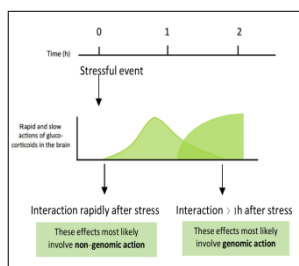 0 1 2
Time (h)
Stressful event
Rapid and slow
actions of gluco-
corticoids in the brain
Interaction rapidly after stress
Interaction > 1h after stress
These effects most likely
involve non-genomic action
These effects most likely
involve genomic action